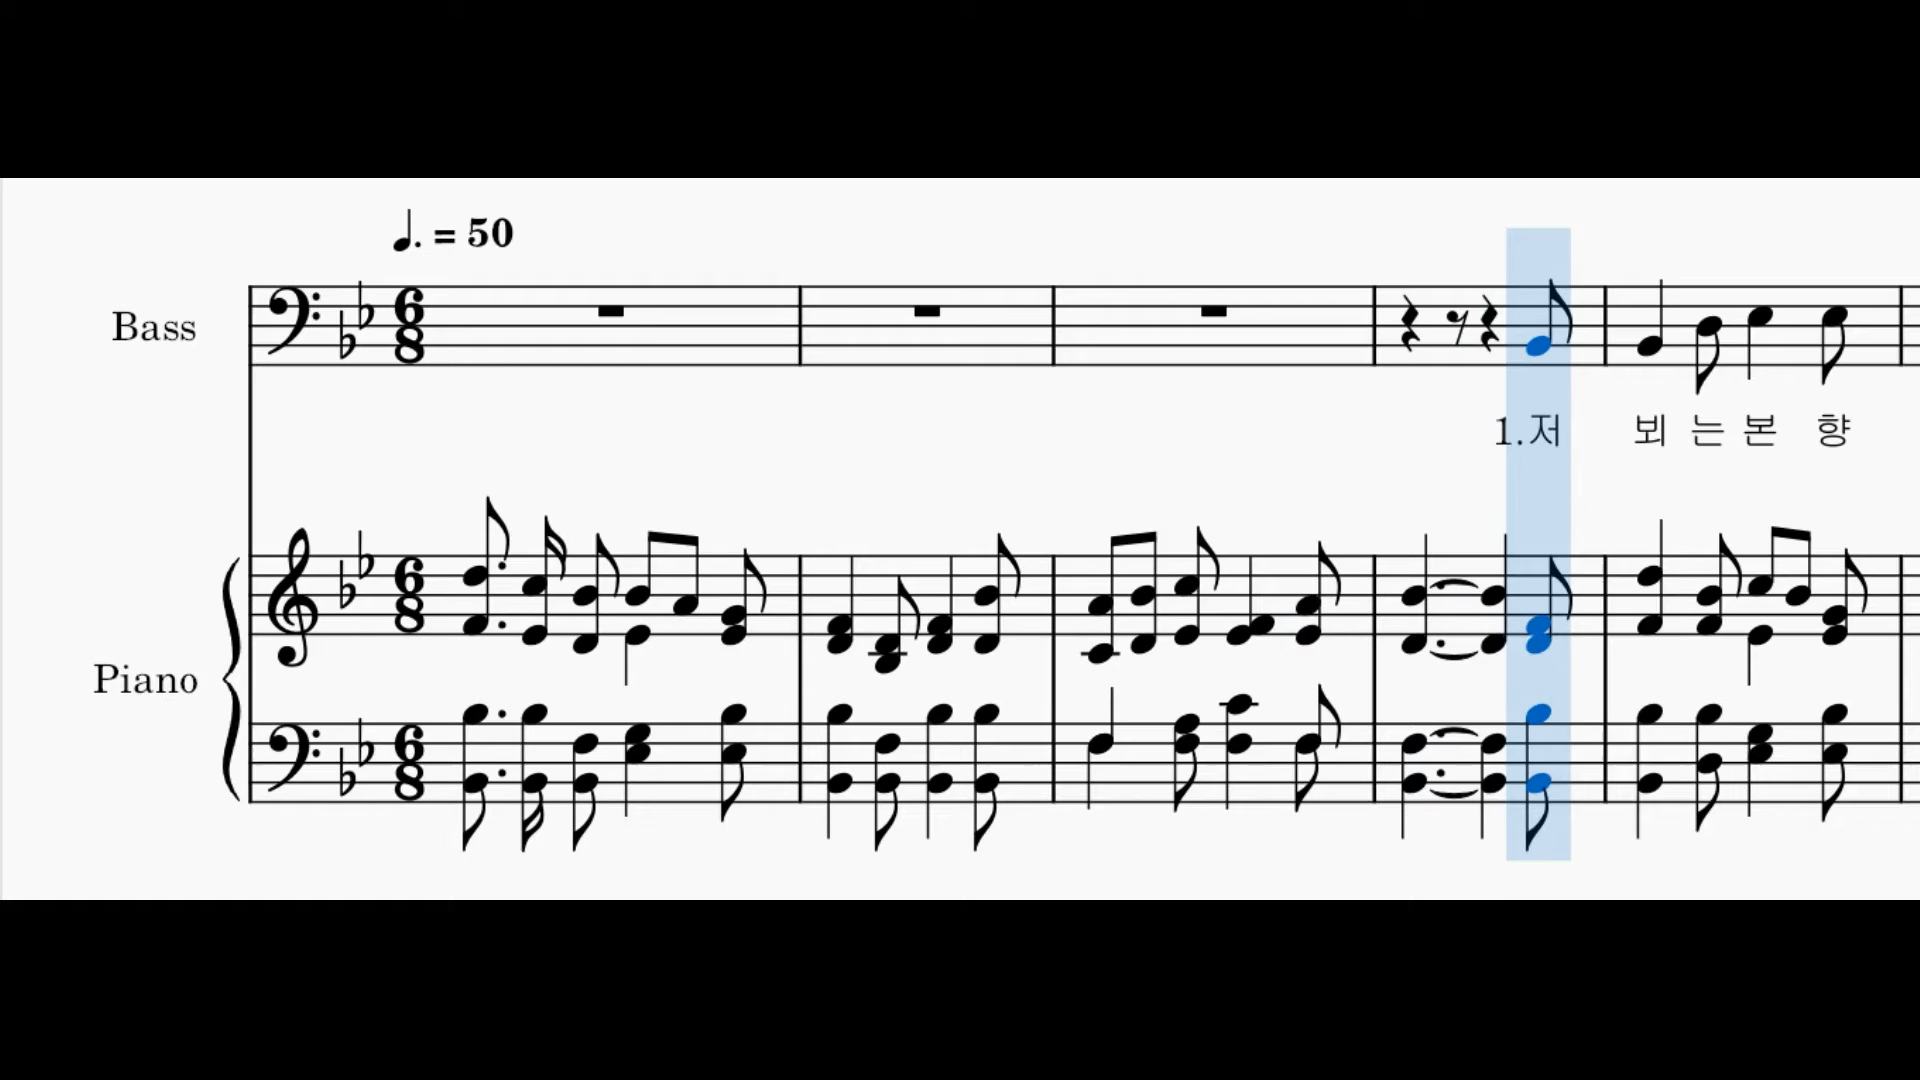 ♩. = 50
Bass
1.저 뵈 는 본 향
Piano